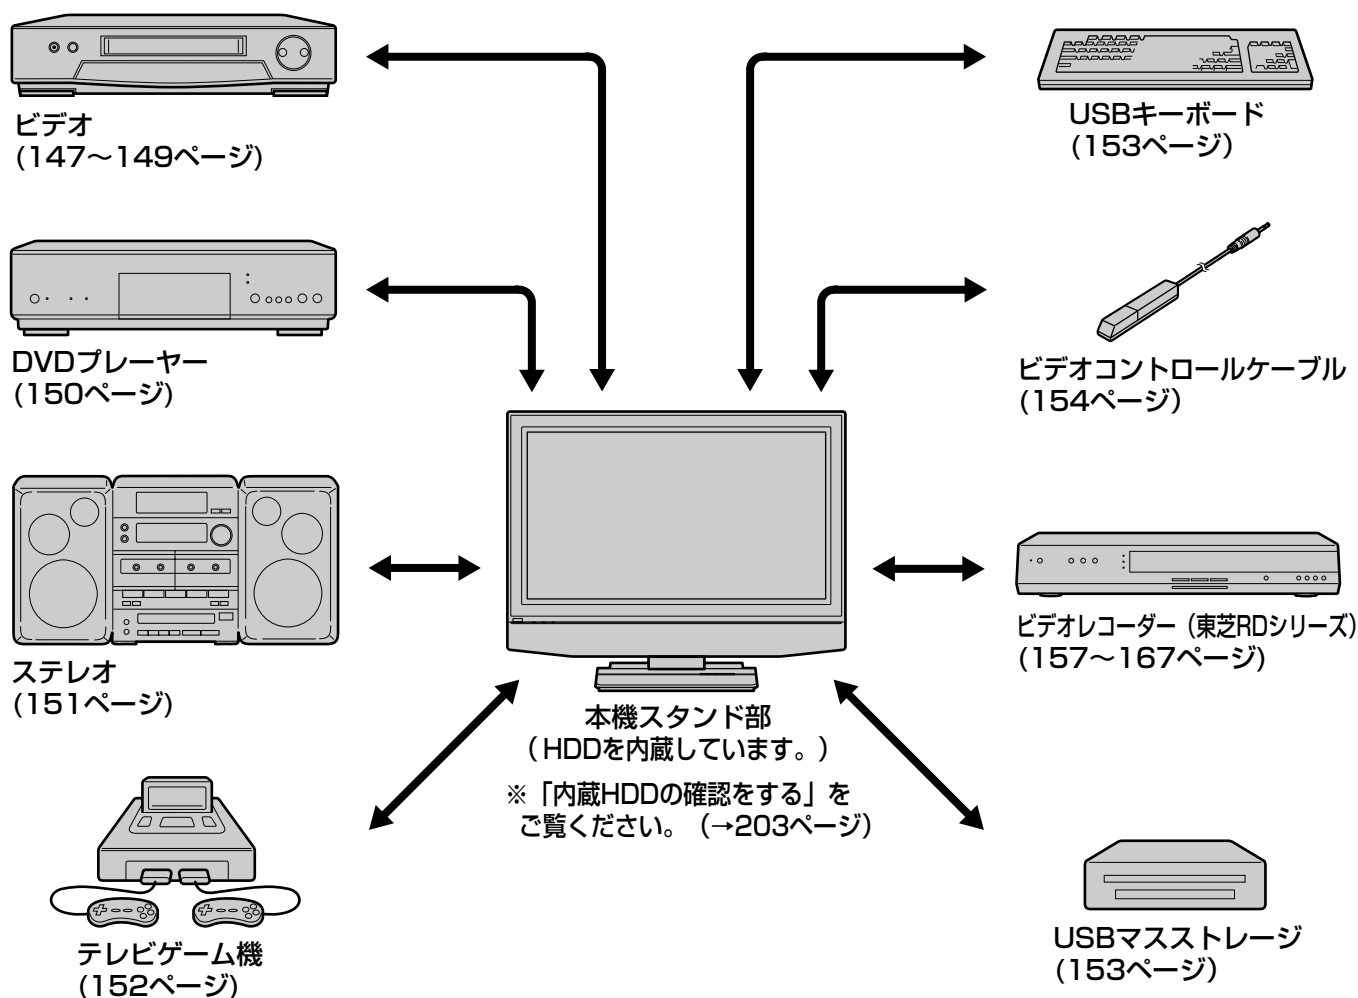 ビデオ
(147～149ページ)
DVDプレーヤー
(150ページ)
ステレオ
(151ページ)
テレビゲーム機
(152ページ)
本機スタンド部
（HDDを内蔵しています。）
※「内蔵HDDの確認をする」を
ご覧ください。（→203ページ）
USBキーボード
(153ページ）
ビデオコントロールケーブル
(154ページ）
ビデオレコーダー（東芝RDシリーズ）
(157～167ページ)
USBマスストレージ
(153ページ）